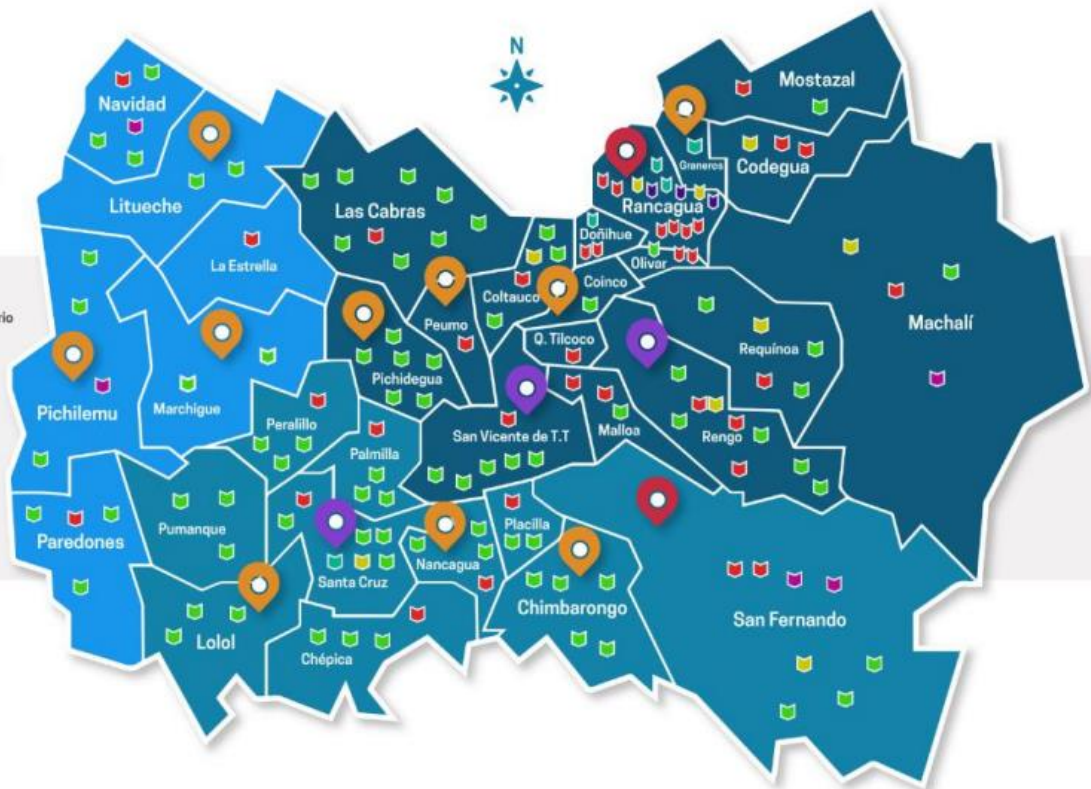 N
Mostazal
Navidad
Graneros
Codegua
Litueche
Las Cabras
Rancagua
Doñihue
La Estrella
Olivar
Coinco
Coltauco
rio
Peumo
Machalí
Q. Tilcoco
Requínoa
Pichidegua
Pichilemu
Marchigue
Peralillo
San Vicente de T.T
Malloa
Rengo
Palmilla
Pumanque
Placilla
Paredones
Nancagua
Santa Cruz
Chimbarongo
San Fernando
Lolol
Chépica